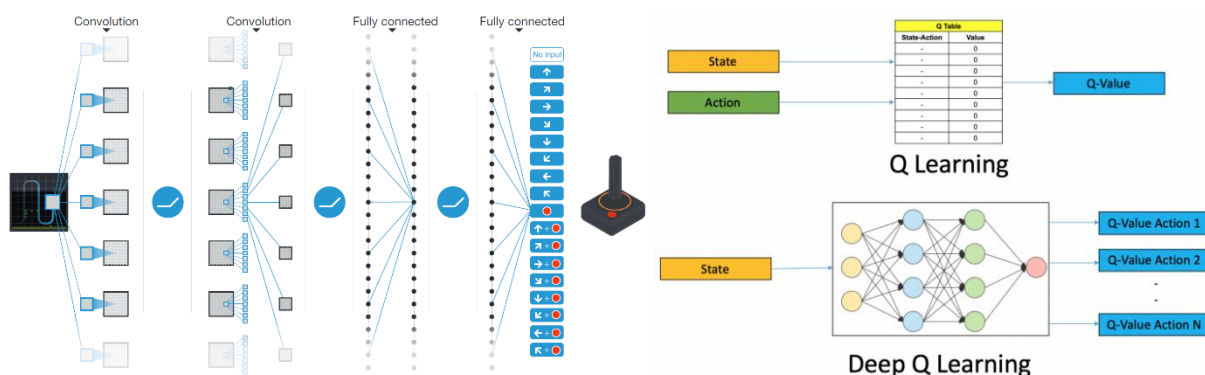 Convolution
Convolution
Fully connected
Fully connected
No input
↑
↗
→
↘
↓
↙
←
↖
↑ +
↗ +
→ +
↘ +
↓ +
↙ +
← +
↖ +
Q Table
State-Action Value
- 0
- 0
- 0
- 0
- 0
- 0
- 0
- 0
- 0
State
Action
Q-Value
Q Learning
State
Q-Value Action 1
Q-Value Action 2
-
-
Q-Value Action N
Deep Q Learning